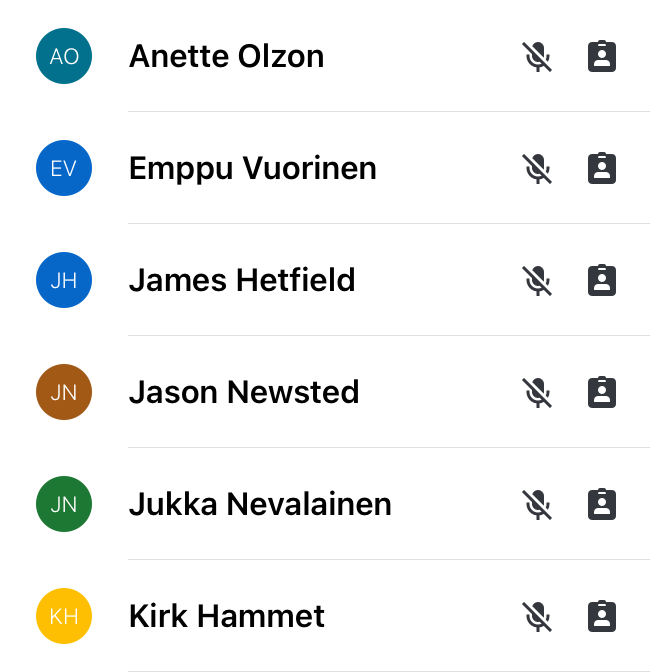 AO Anette Olzon
EV Emppu Vuorinen
JH James Hetfield
JN Jason Newsted
JN Jukka Nevalainen
KH Kirk Hammet